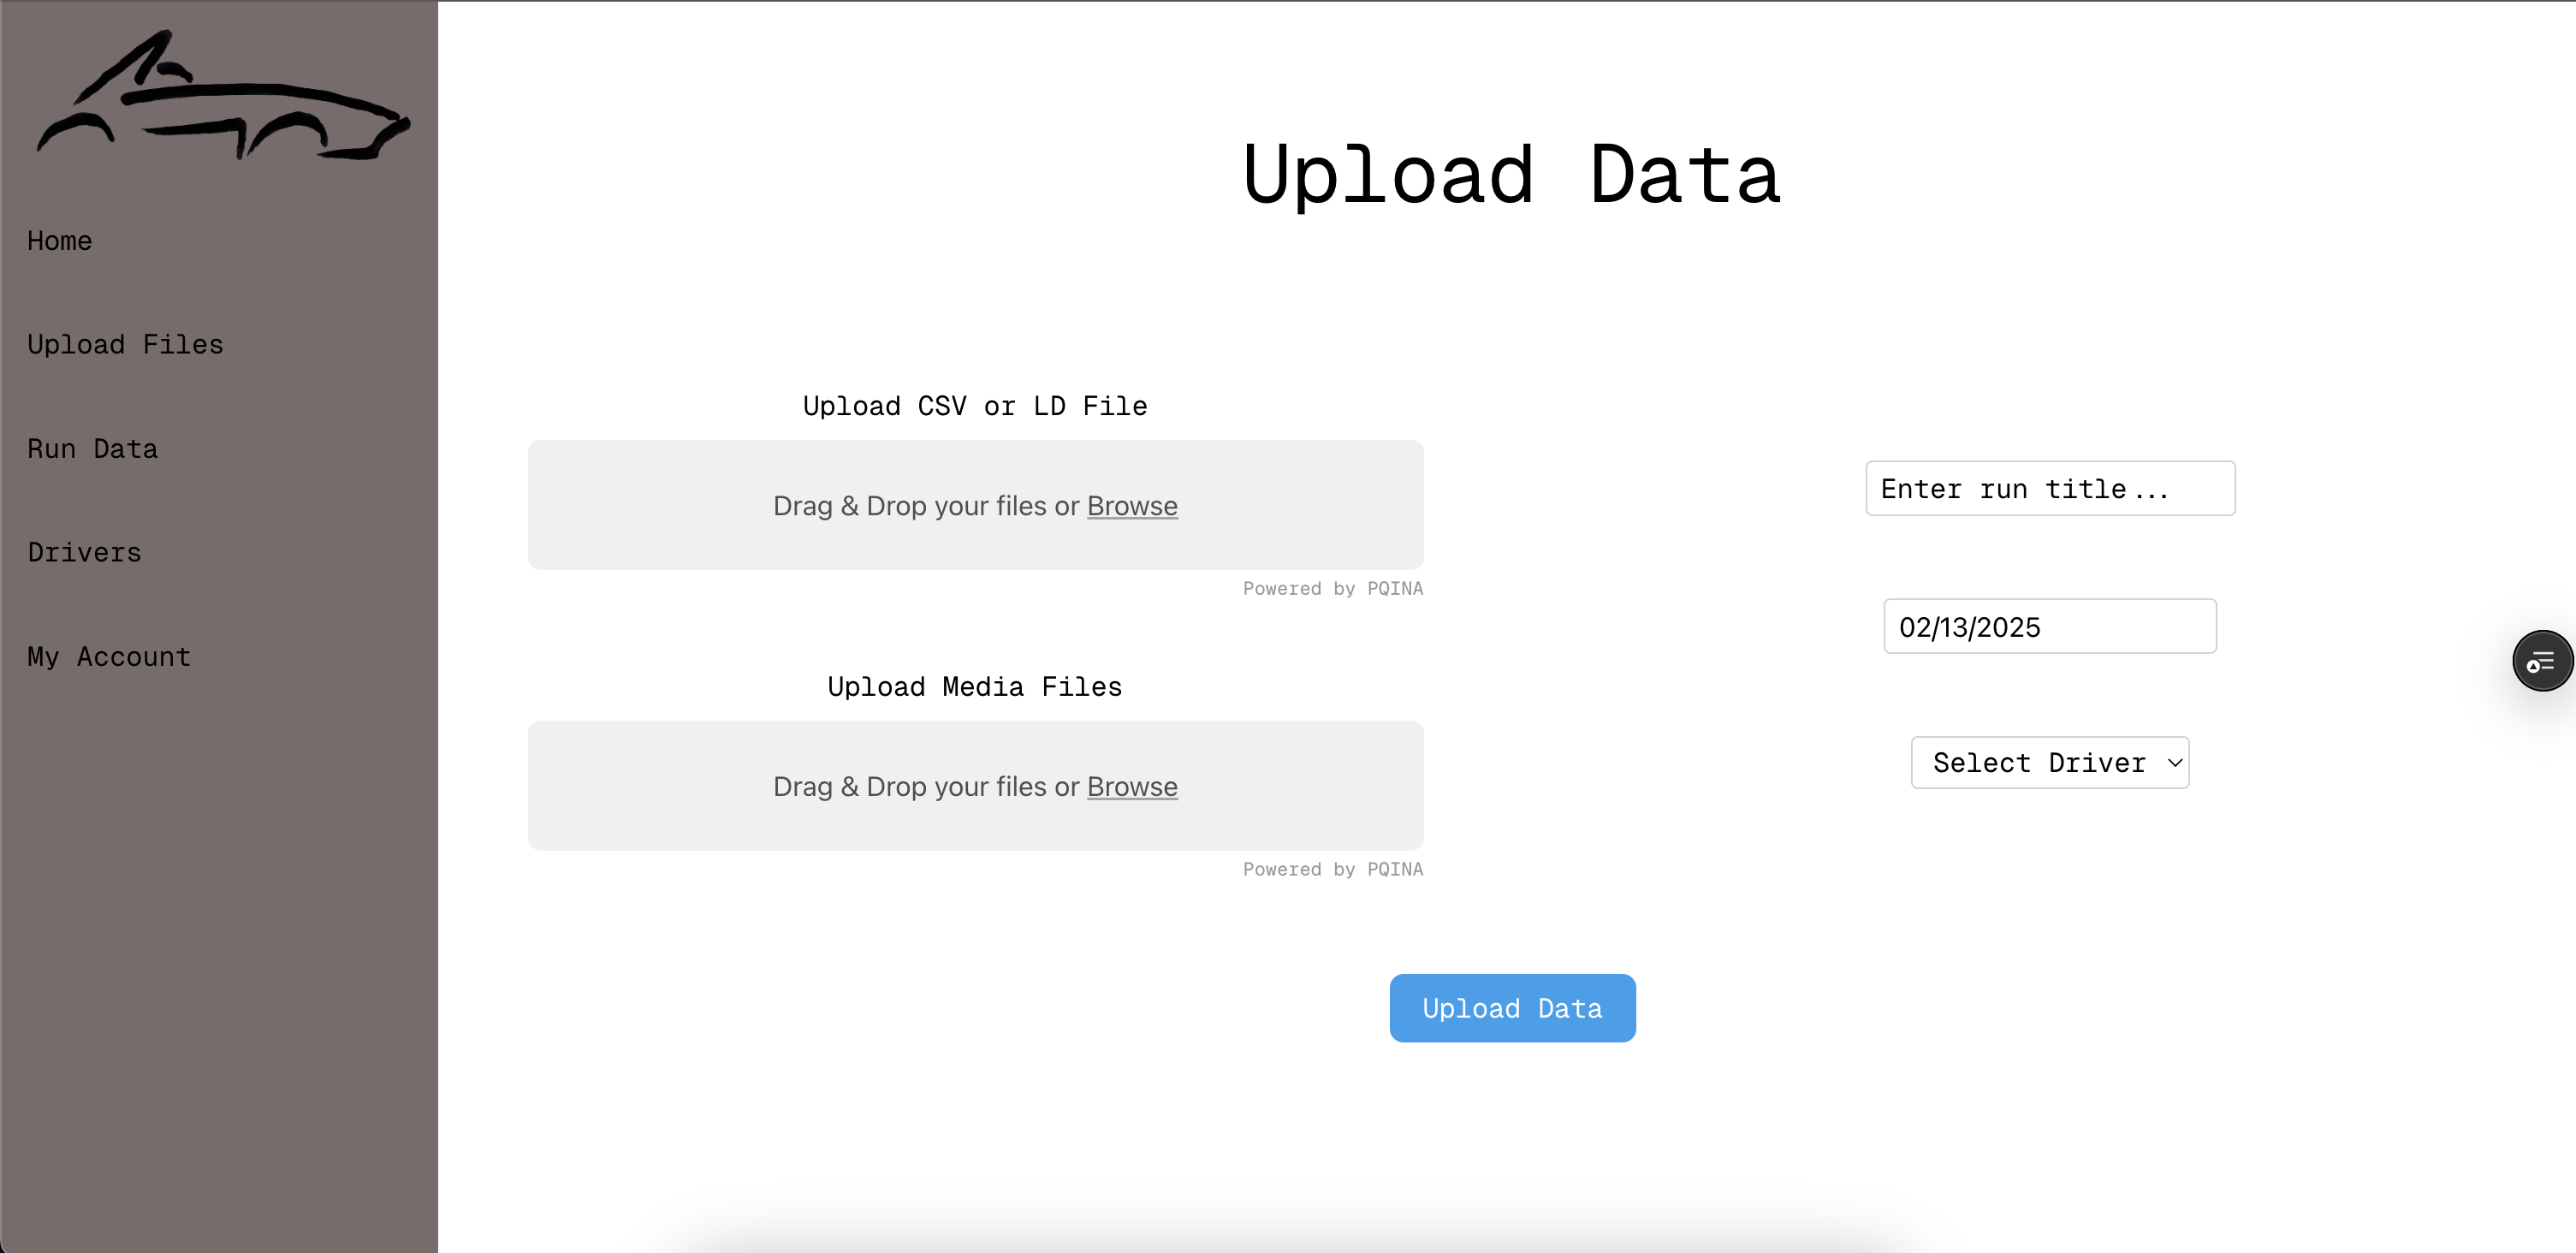 Home
Upload Files
Run Data
Drivers
My Account
Upload Data
Upload CSV or LD File
Drag & Drop your files or Browse
Powered by PQINA
Upload Media Files
Drag & Drop your files or Browse
Powered by PQINA
Enter run title...
02/13/2025
Select Driver
Upload Data